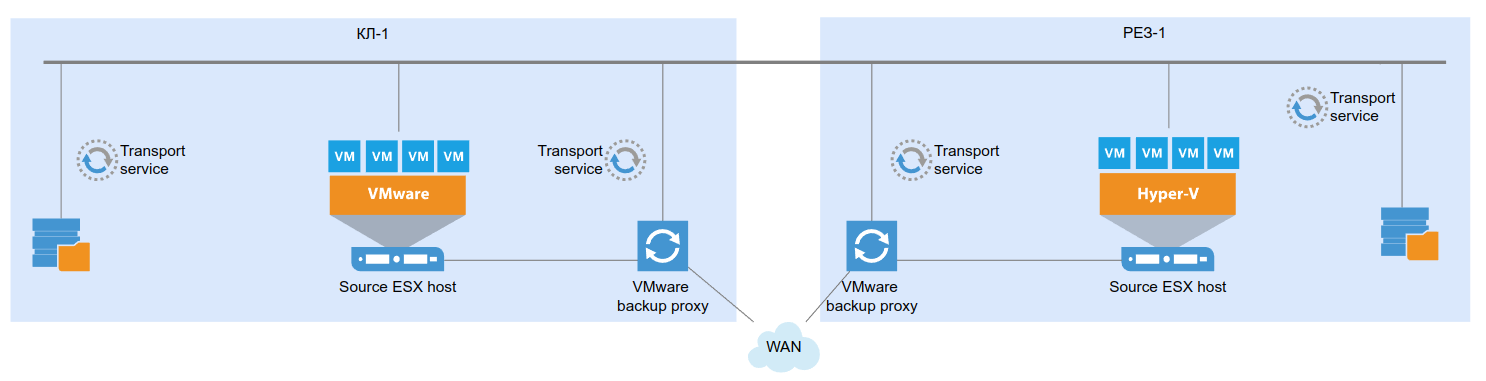 КЛ-1
РЕЗ-1
Transport
service
VM VM VM VM
VMware
Source ESX host
Transport
service
VMware
backup proxy
WAN
Transport
service
VMware
backup proxy
VM VM VM VM
Hyper-V
Source ESX host
Transport
service